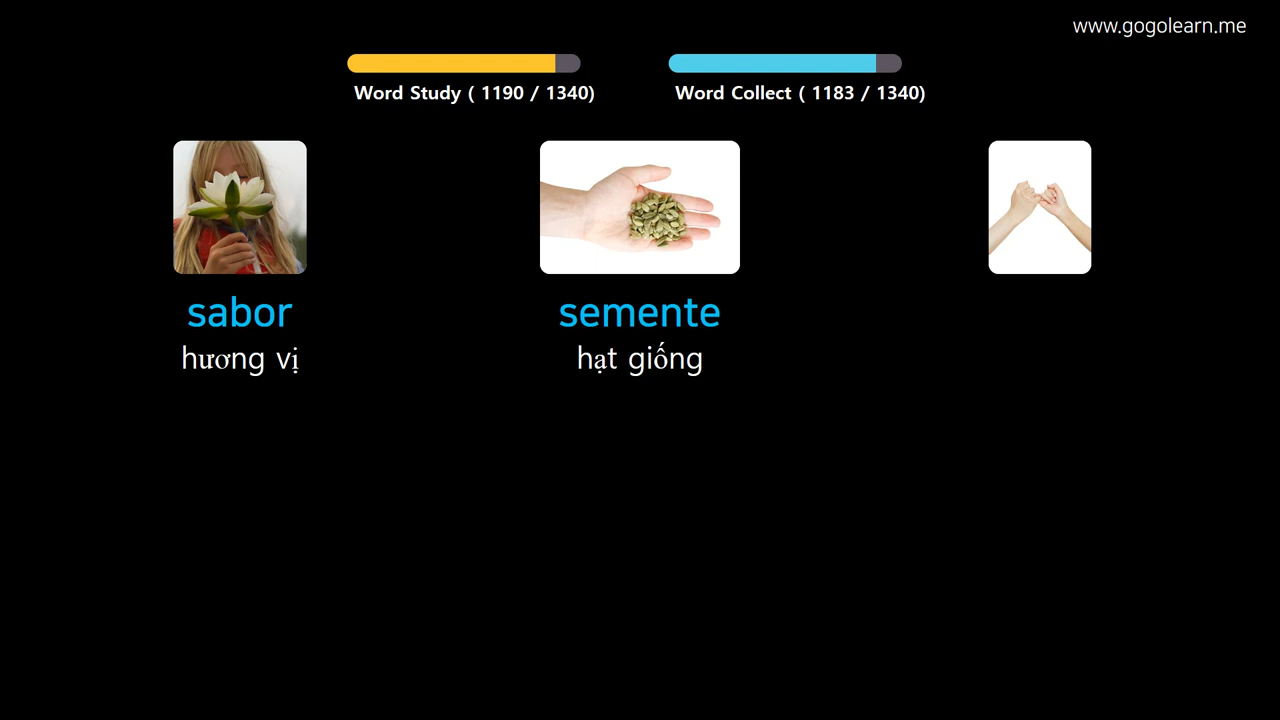 www.gogolearn.me
Word Study ( 1190 / 1340)
Word Collect ( 1183 / 1340)
sabor
semente
hương vị
hạt giống